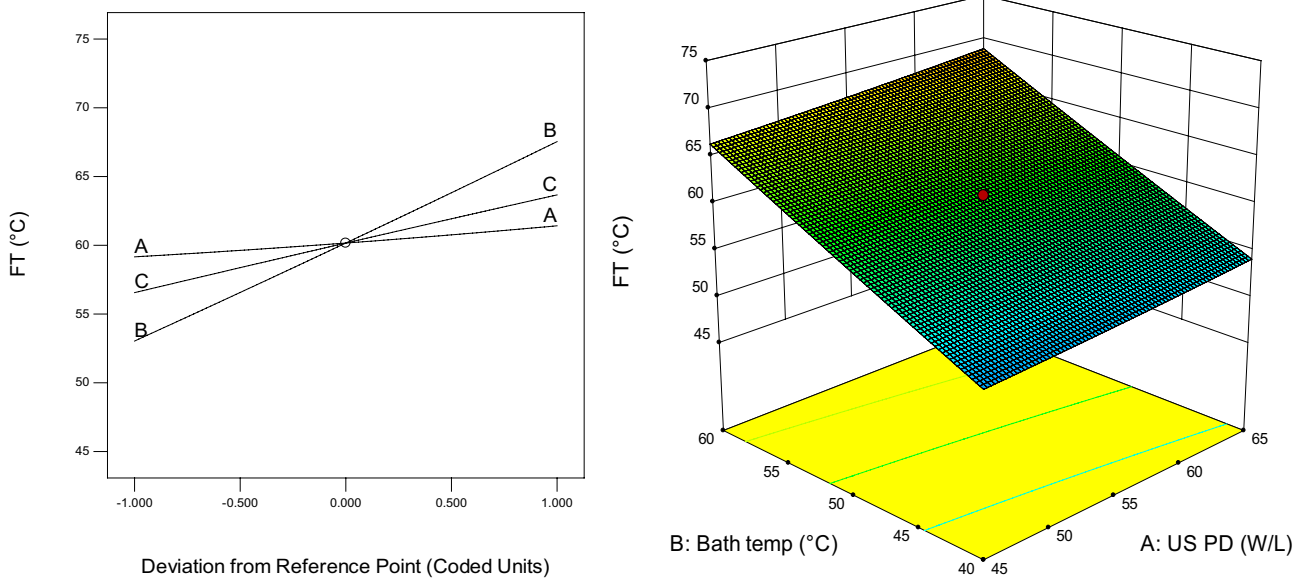 75
70
65
60
55
50
45
FT (°C)
B
C
A
A
C
B
-1.000
-0.500
0.000
0.500
1.000
Deviation from Reference Point (Coded Units)
75
70
65
60
55
50
45
FT (°C)
60
55
50
45
40
45
50
55
60
65
B: Bath temp (°C)
A: US PD (W/L)